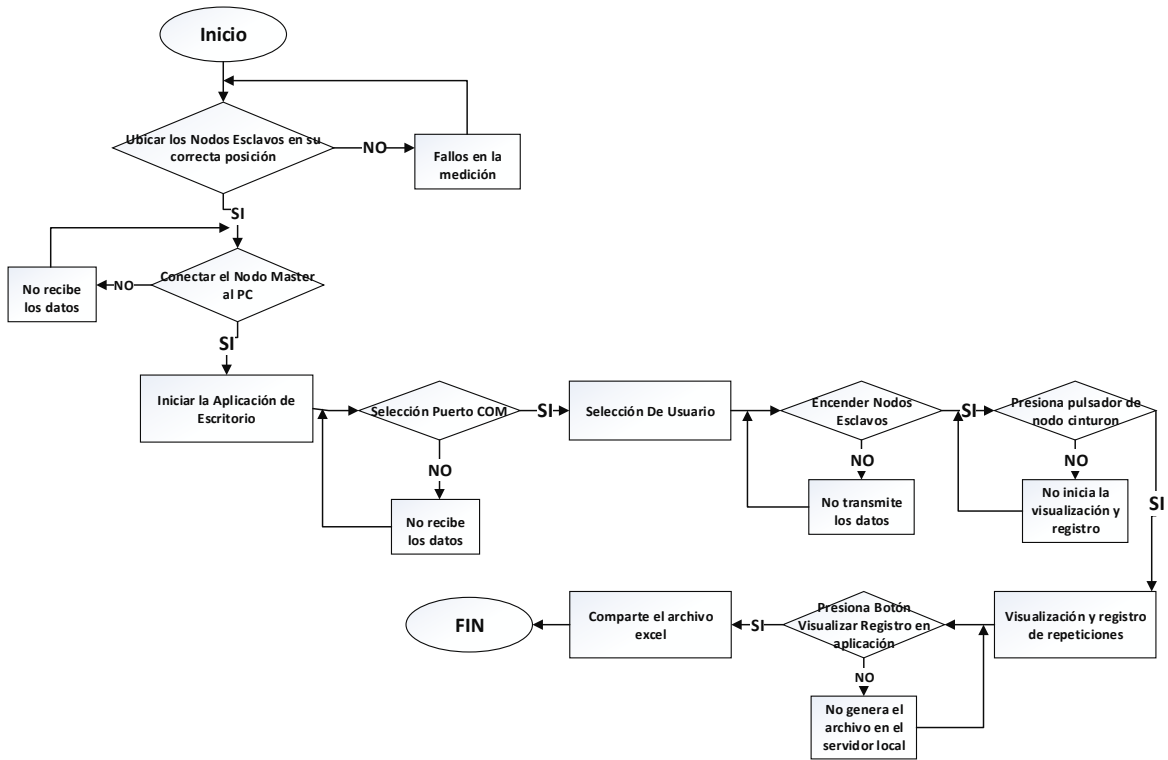 Inicio
Ubicar los Nodos Esclavos en su
correcta posición
NO
Fallos en la
medición
SI
Conectar el Nodo Master
al PC
NO
No recibe
los datos
SI
Iniciar la Aplicación de
Escritorio
Selección Puerto COM
SI
NO
No recibe
los datos
Selección De Usuario
Encender Nodos
Esclavos
SI
NO
No transmite
los datos
Presiona pulsador de
nodo cinturon
NO
No inicia la
visualización y
registro
SI
Visualización y registro
de repeticiones
Presiona Botón
Visualizar Registro en
aplicación
SI
NO
No genera el
archivo en el
servidor local
Comparte el archivo
excel
FIN